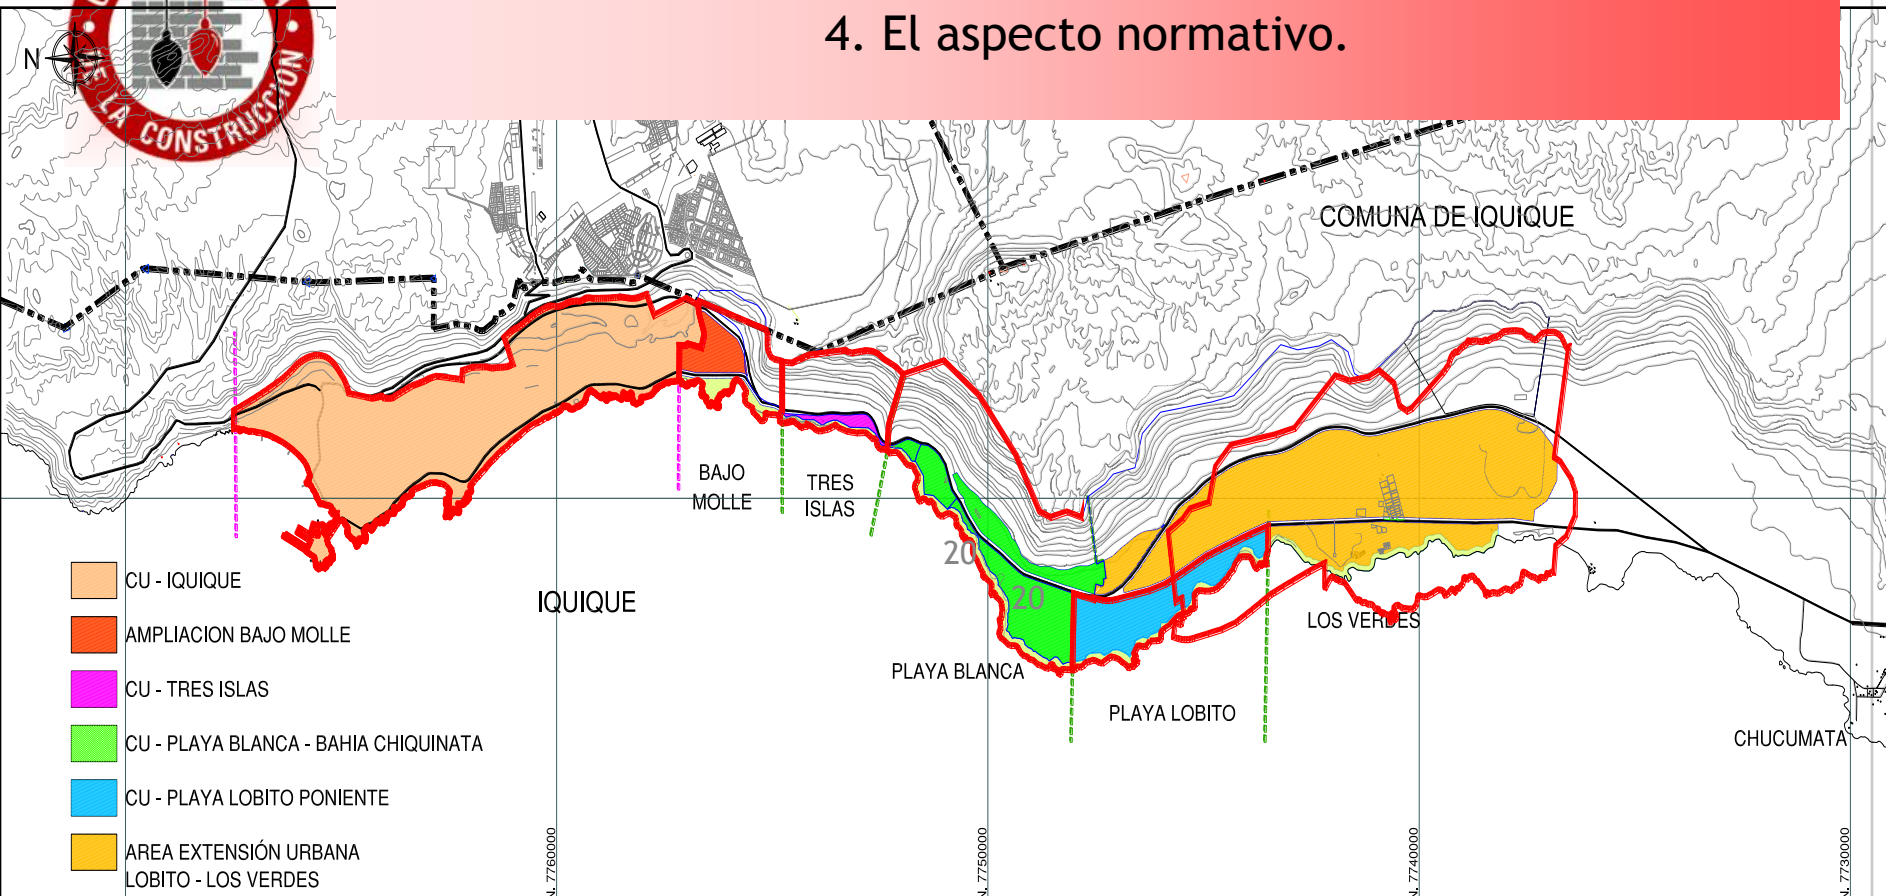 4. El aspecto normativo.
N
DE LA CONSTRUCCIÓN
COMUNA DE IQUIQUE
BAJO
MOLLE
TRES
ISLAS
20
20
IQUIQUE
LOS VERDES
PLAYA BLANCA
PLAYA LOBITO
CHUCUMATA
CU - IQUIQUE
AMPLIACION BAJO MOLLE
CU - TRES ISLAS
CU - PLAYA BLANCA - BAHIA CHIQUINATA
CU - PLAYA LOBITO PONIENTE
AREA EXTENSIÓN URBANA
LOBITO - LOS VERDES
N. 7760000
N. 7750000
N. 7740000
N. 7730000